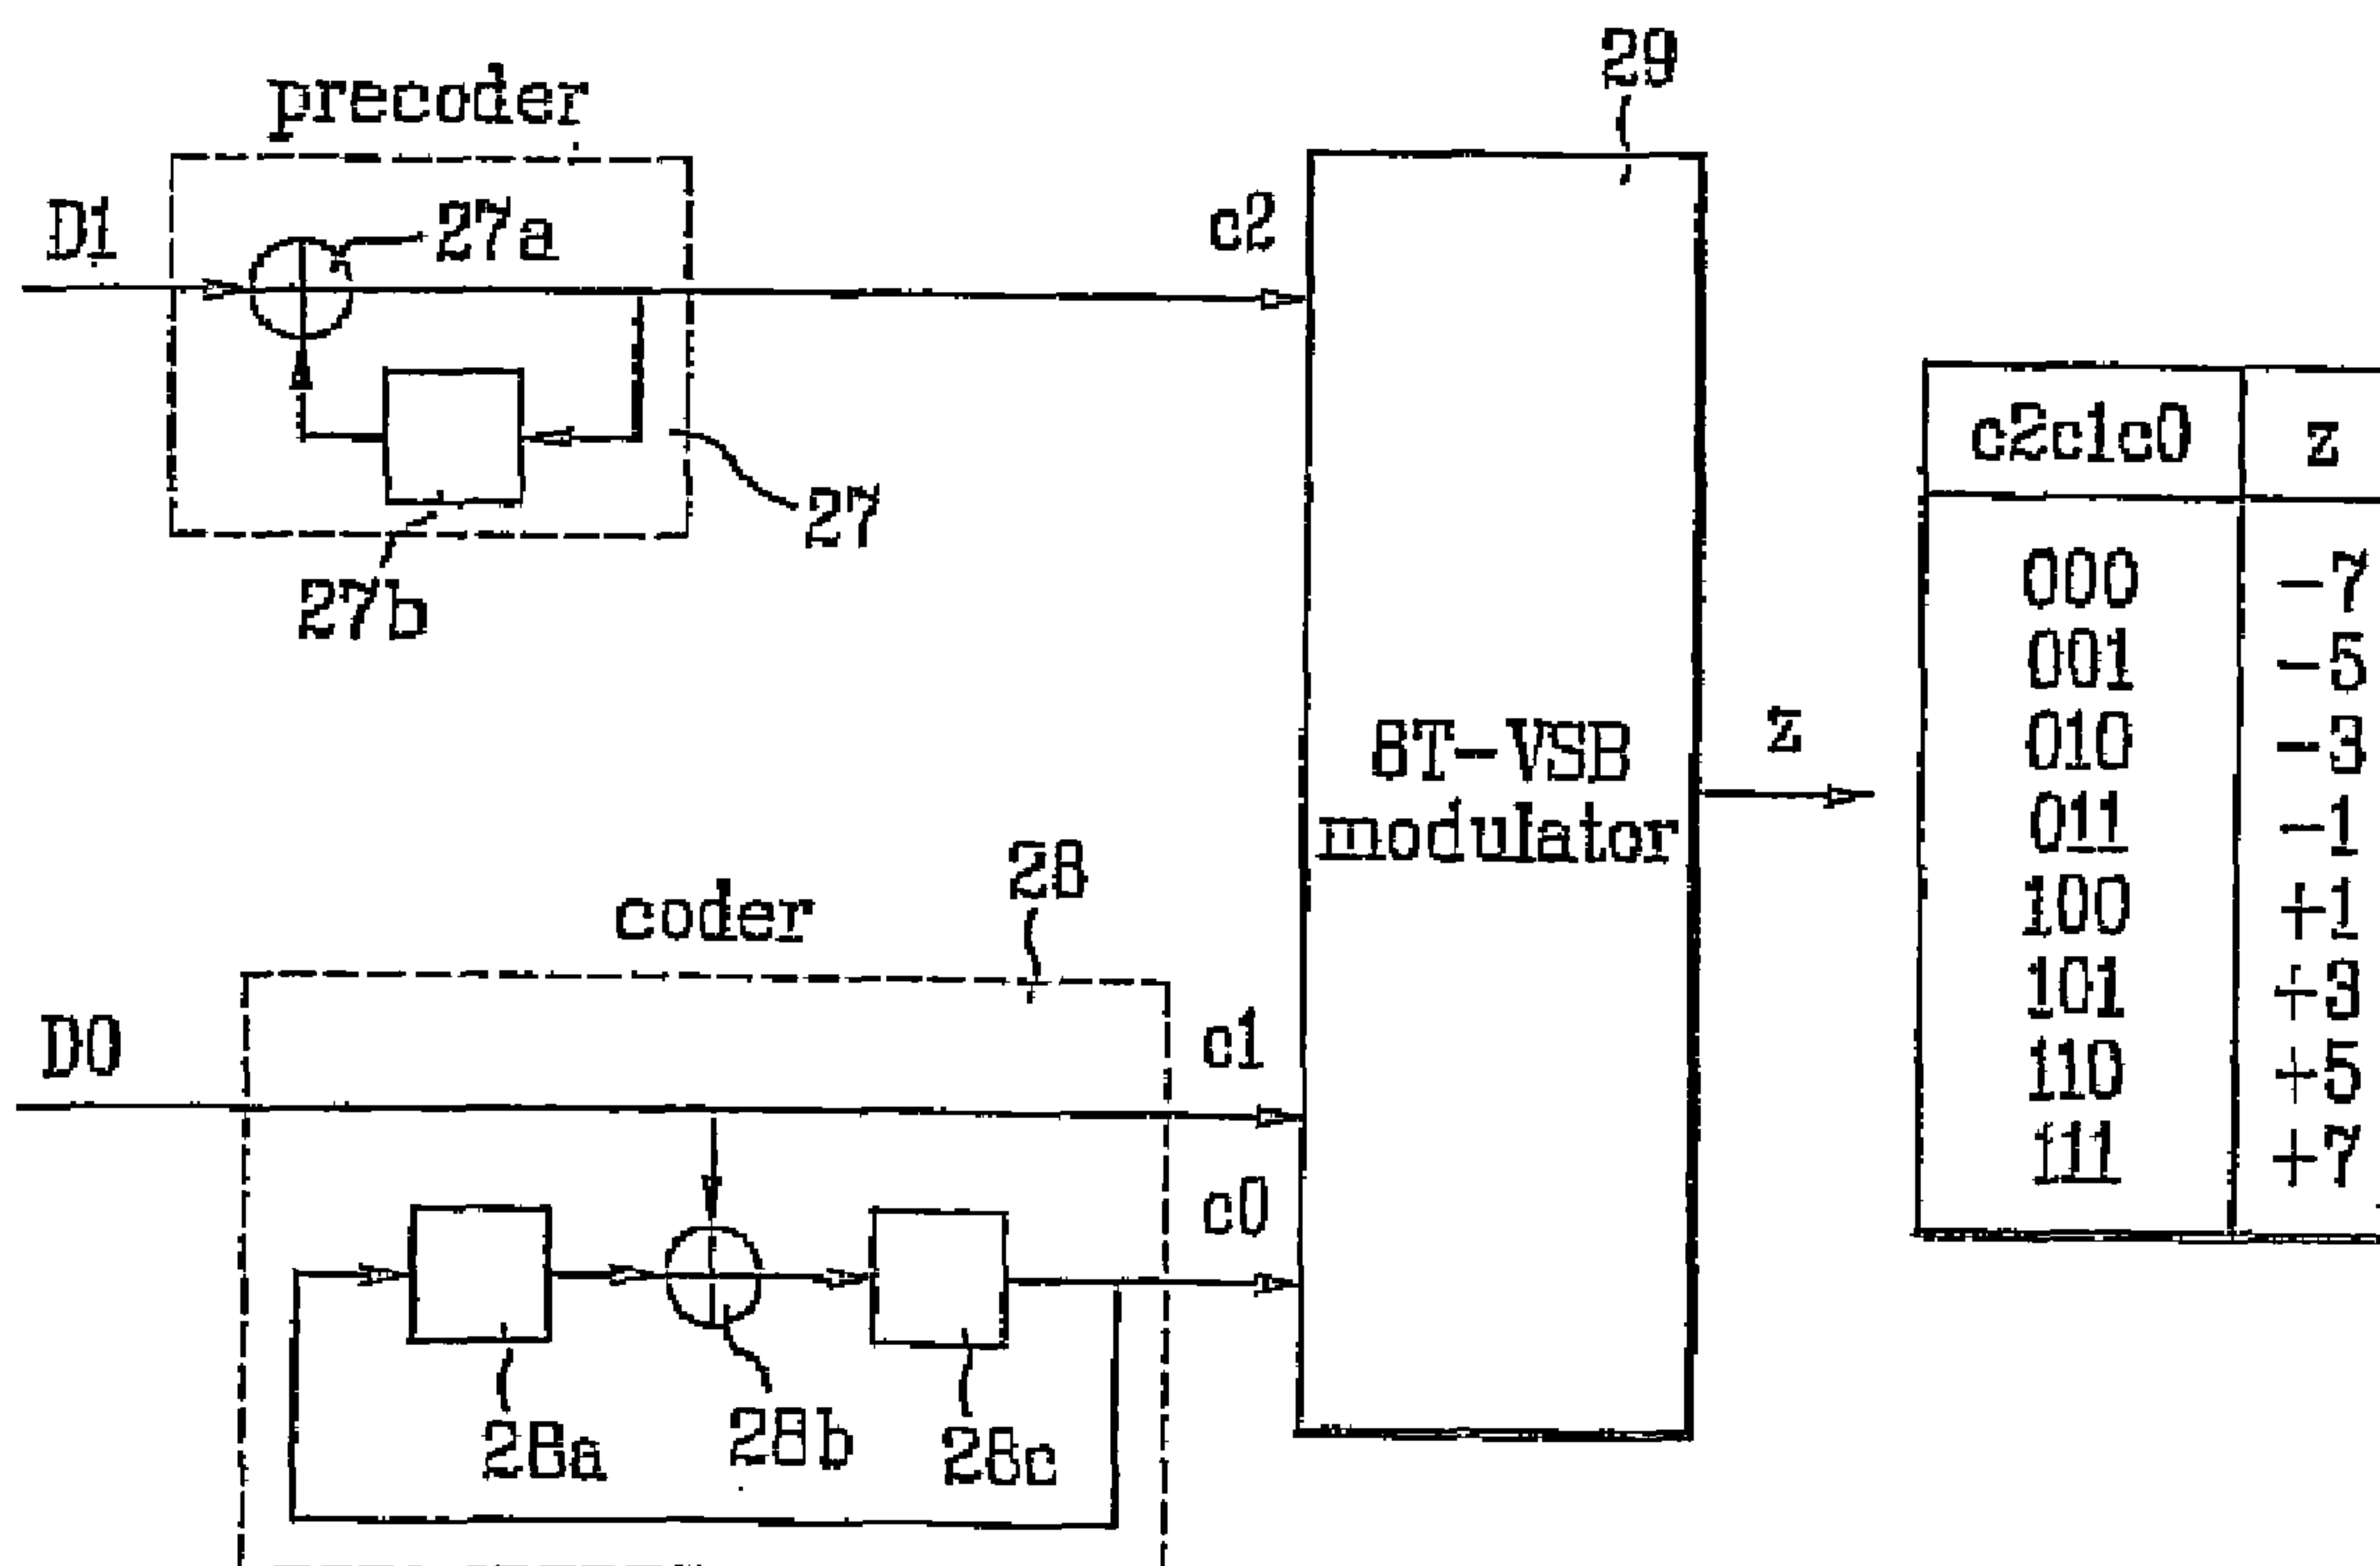 29
precoder
D1
27a
c2
27
27b
c2c1c0 z
000 -7
001 -5
010 -3
011 -1
100 +1
101 +3
110 +5
111 +7
8T-VSB
modulator
z
28
coder
D0
c1
c0
28a
28b
28c